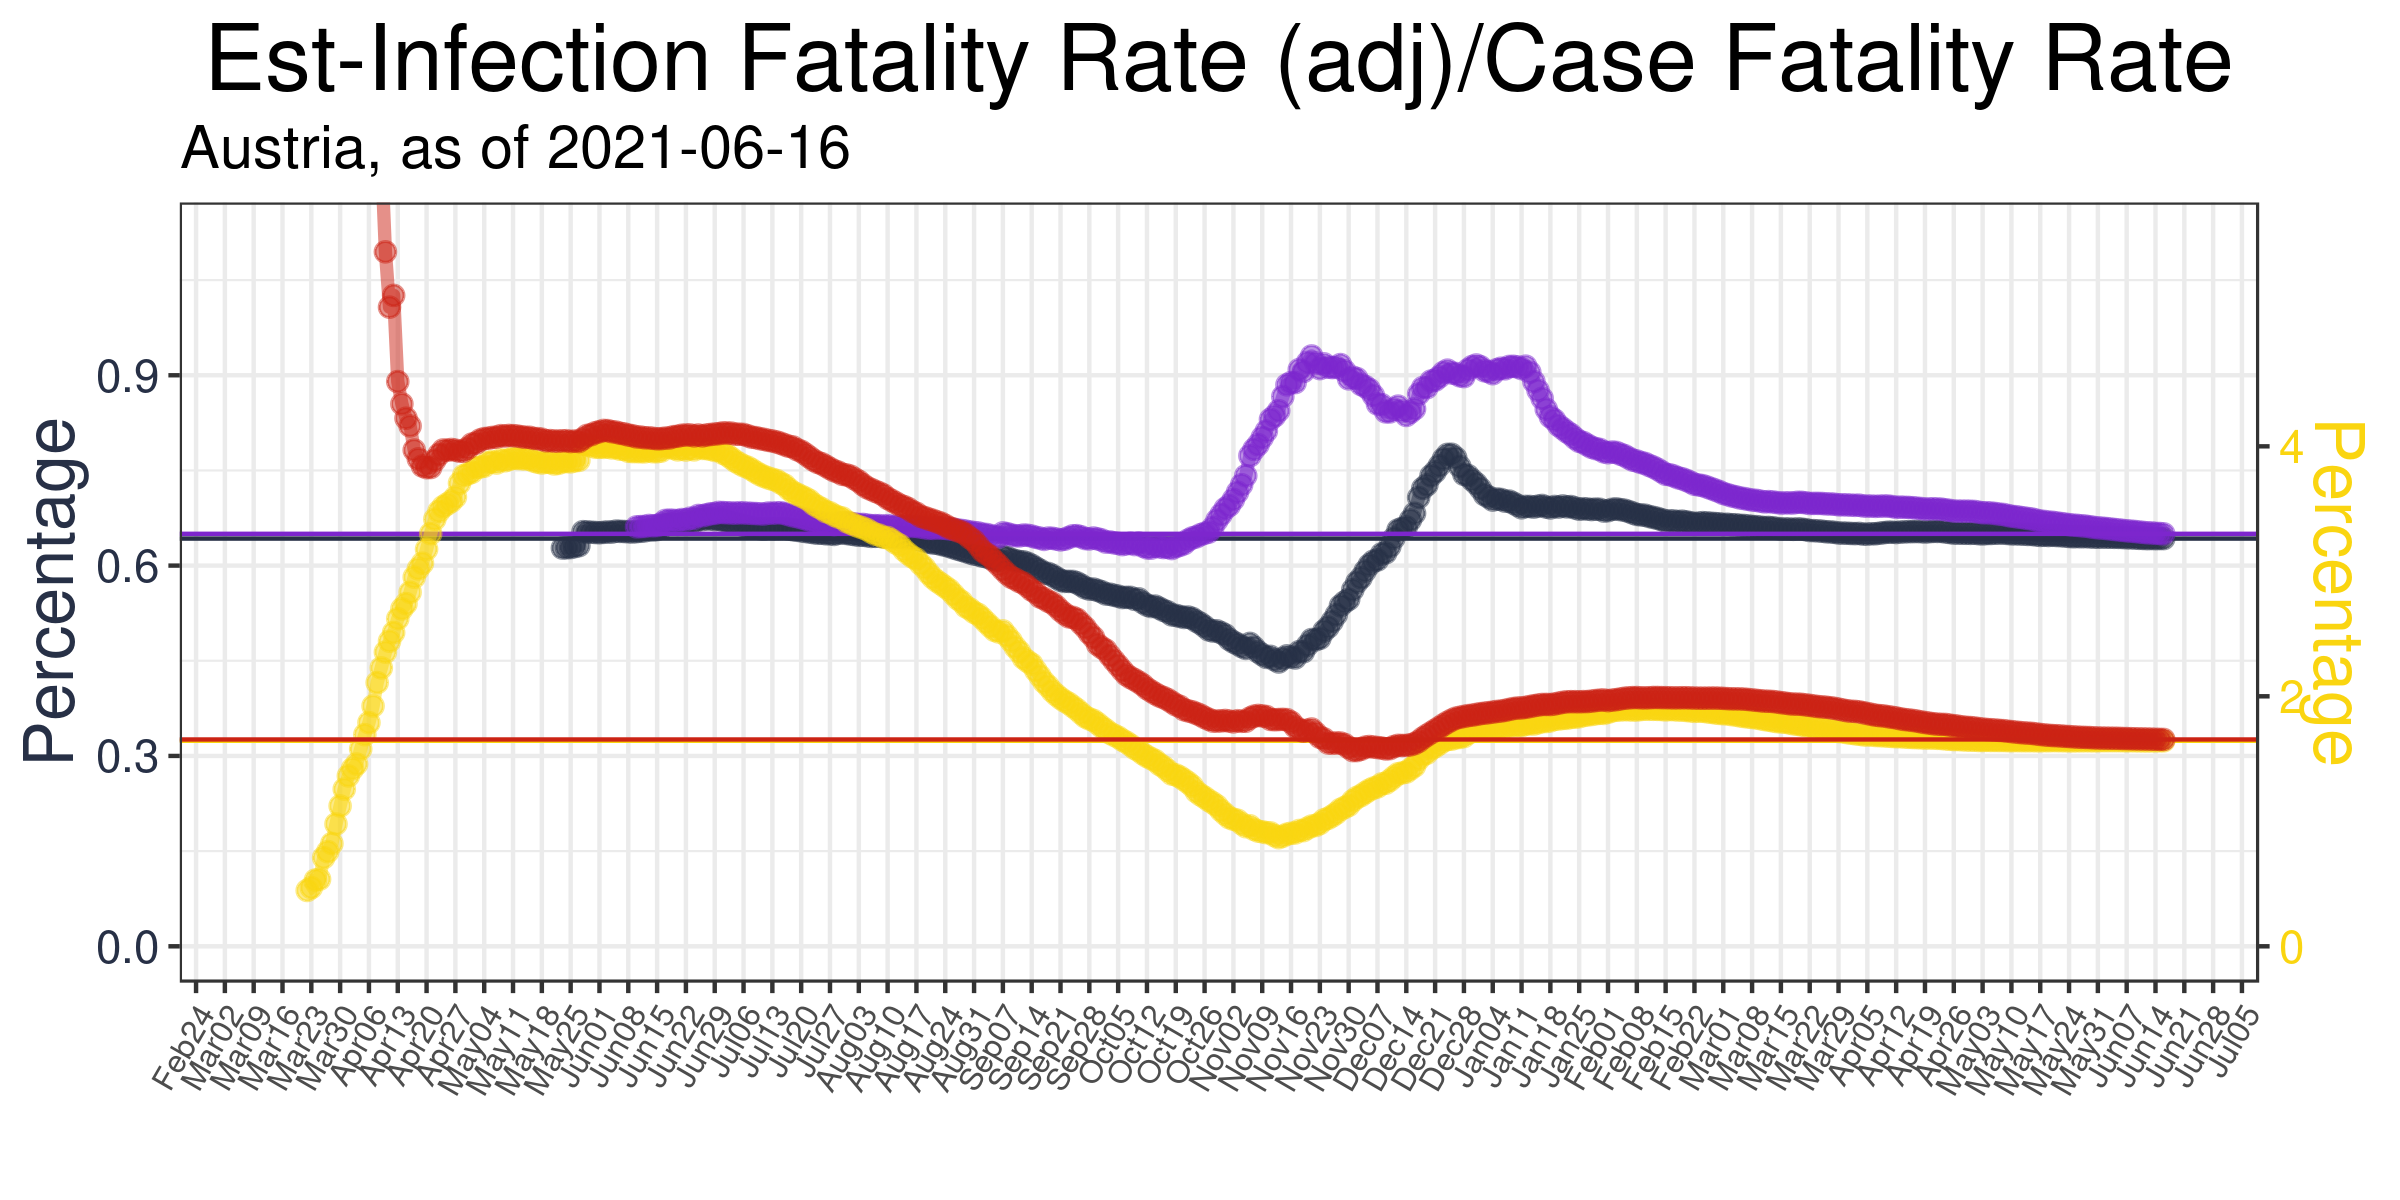 Est-Infection Fatality Rate (adj)/Case Fatality Rate
Austria, as of 2021-06-16
Percentage
0.9
0.6
0.3
0.0
4
2
0
Percentage
Feb24
Mar02
Mar09
Mar16
Mar23
Mar30
Apr06
Apr13
Apr20
Apr27
May04
May11
May18
May25
Jun01
Jun08
Jun15
Jun22
Jun29
Jul06
Jul13
Jul20
Jul27
Aug03
Aug10
Aug17
Aug24
Aug31
Sep07
Sep14
Sep21
Sep28
Oct05
Oct12
Oct19
Oct26
Nov02
Nov09
Nov16
Nov23
Nov30
Dec07
Dec14
Dec21
Dec28
Jan04
Jan11
Jan18
Jan25
Feb01
Feb08
Feb15
Feb22
Mar01
Mar08
Mar15
Mar22
Mar29
Apr05
Apr12
Apr19
Apr26
May03
May10
May17
May24
May31
Jun07
Jun14
Jun21
Jun28
Jul05